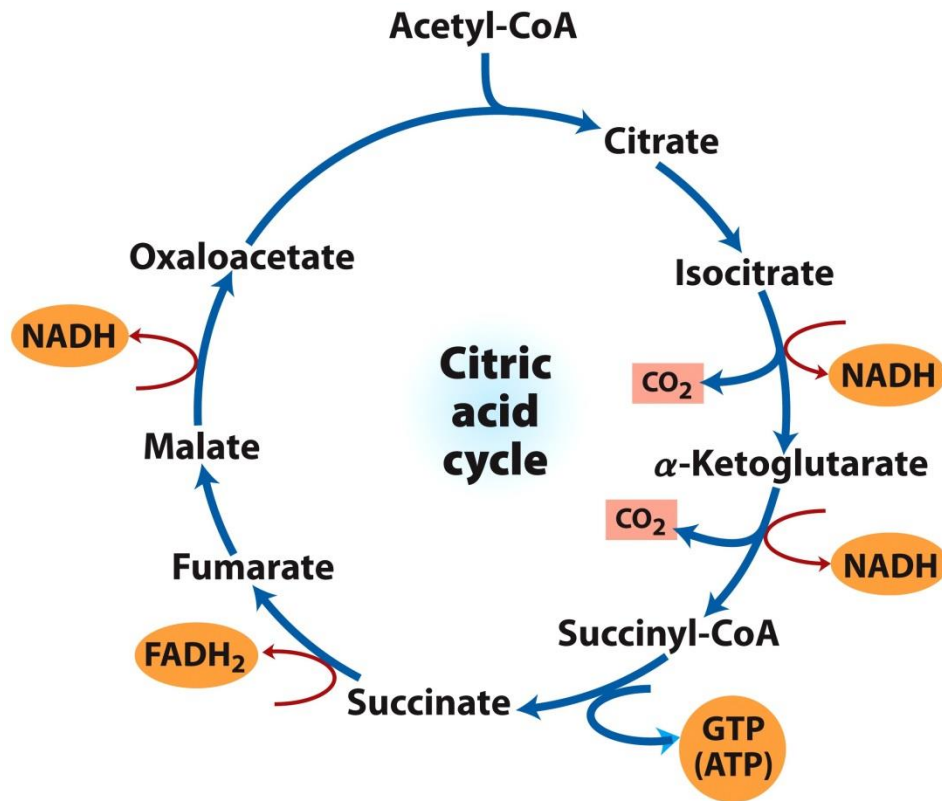 Acetyl-CoA
Citrate
Oxaloacetate
Isocitrate
NADH
Citric
acid
cycle
CO₂
NADH
Malate
α-Ketoglutarate
CO₂
Fumarate
NADH
Succinyl-CoA
FADH₂
Succinate
GTP
(ATP)